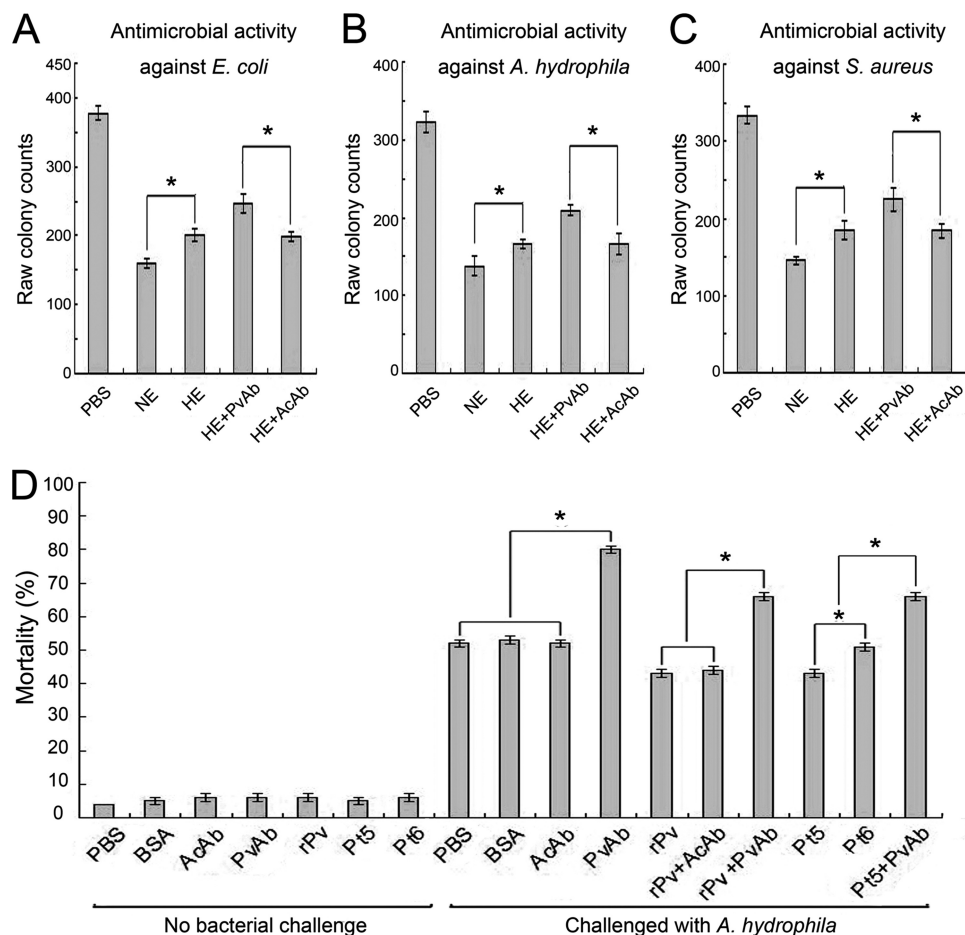 A
Antimicrobial activity
against E. coli
Raw colony counts
450
400
300
200
100
0
PBS
NE
HE
HE+PvAb
HE+AcAb
*
*
B
Antimicrobial activity
against A. hydrophila
Raw colony counts
400
300
200
100
0
PBS
NE
HE
HE+PvAb
HE+AcAb
*
*
C
Antimicrobial activity
against S. aureus
Raw colony counts
400
300
200
100
0
PBS
NE
HE
HE+PvAb
HE+AcAb
*
*
D
Mortality (%)
100
90
80
70
60
50
40
30
20
10
0
*
*
*
*
PBS
BSA
AcAb
PvAb
rPv
Pt5
Pt6
PBS
BSA
AcAb
PvAb
rPv
rPv+AcAb
rPv+PvAb
Pt5
Pt6
Pt5+PvAb
No bacterial challenge
Challenged with A. hydrophila